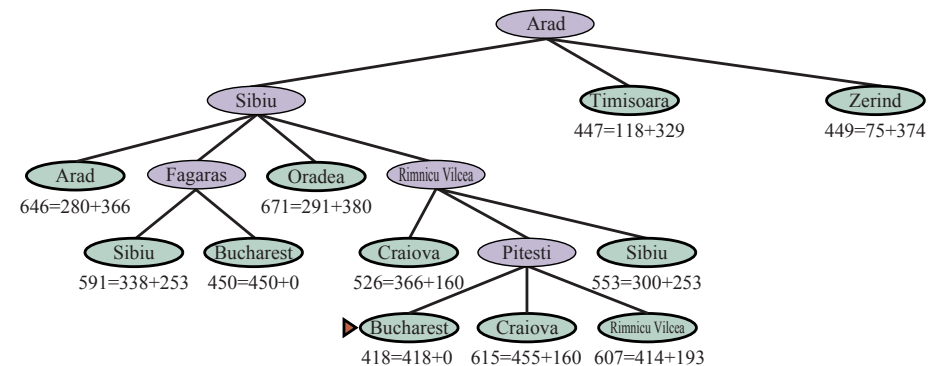 Arad
Sibiu Timisoara Zerind
447=118+329 449=75+374
Arad Fagaras Oradea Rimnicu Vilcea
646=280+366 671=291+380
Sibiu Bucharest Craiova Pitesti Sibiu
591=338+253 450=450+0 526=366+160 553=300+253
Bucharest Craiova Rimnicu Vilcea
418=418+0 615=455+160 607=414+193